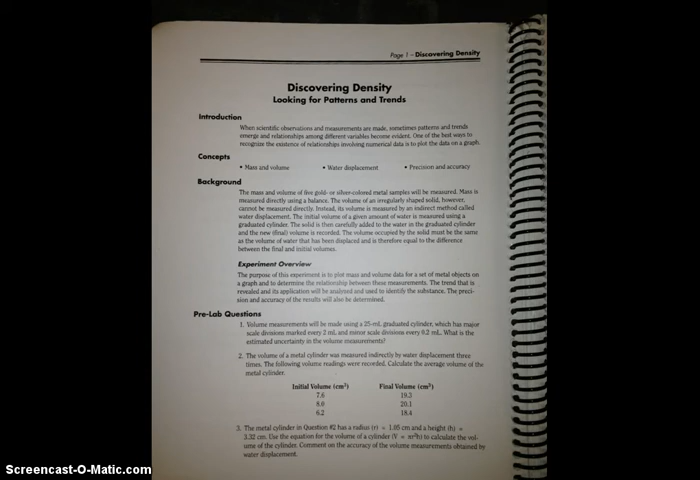 Page 1 – Discovering Density
Discovering Density
Looking for Patterns and Trends
Introduction
When scientific observations and measurements are made, sometimes patterns and trends
emerge and relationships among different variables become evident. One of the best ways to
recognize the existence of relationships involving numerical data is to plot the data on a graph.
Concepts
• Mass and volume • Water displacement • Precision and accuracy
Background
The mass and volume of five gold- or silver-colored metal samples will be measured. Mass is
measured directly using a balance. The volume of an irregularly shaped solid, however,
cannot be measured directly. Instead, its volume is measured by an indirect method called
water displacement. The initial volume of a given amount of water is measured using a
graduated cylinder. The solid is then carefully added to the water in the graduated cylinder
and the new (final) volume is recorded. The volume occupied by the solid must be the same
as the volume of water that has been displaced and is therefore equal to the difference
between the final and initial volumes.
Experiment Overview
The purpose of this experiment is to plot mass and volume data for a set of metal objects on
a graph and to determine the relationship between these measurements. The trend that is
revealed and its application will be analyzed and used to identify the substance. The preci-
sion and accuracy of the results will also be determined.
Pre-Lab Questions
1. Volume measurements will be made using a 25-mL graduated cylinder, which has major
scale divisions marked every 2 mL and minor scale divisions every 0.2 mL. What is the
estimated uncertainty in the volume measurements?
2. The volume of a metal cylinder was measured indirectly by water displacement three
times. The following volume readings were recorded. Calculate the average volume of the
metal cylinder.
Initial Volume (cm³) Final Volume (cm³)
7.6 19.3
8.0 20.1
6.2 18.4
3. The metal cylinder in Question #2 has a radius (r) = 1.05 cm and a height (h) =
3.32 cm. Use the equation for the volume of a cylinder (V = πr²h) to calculate the vol-
ume of the cylinder. Comment on the accuracy of the volume measurements obtained by
water displacement.
Screencast-O-Matic.com